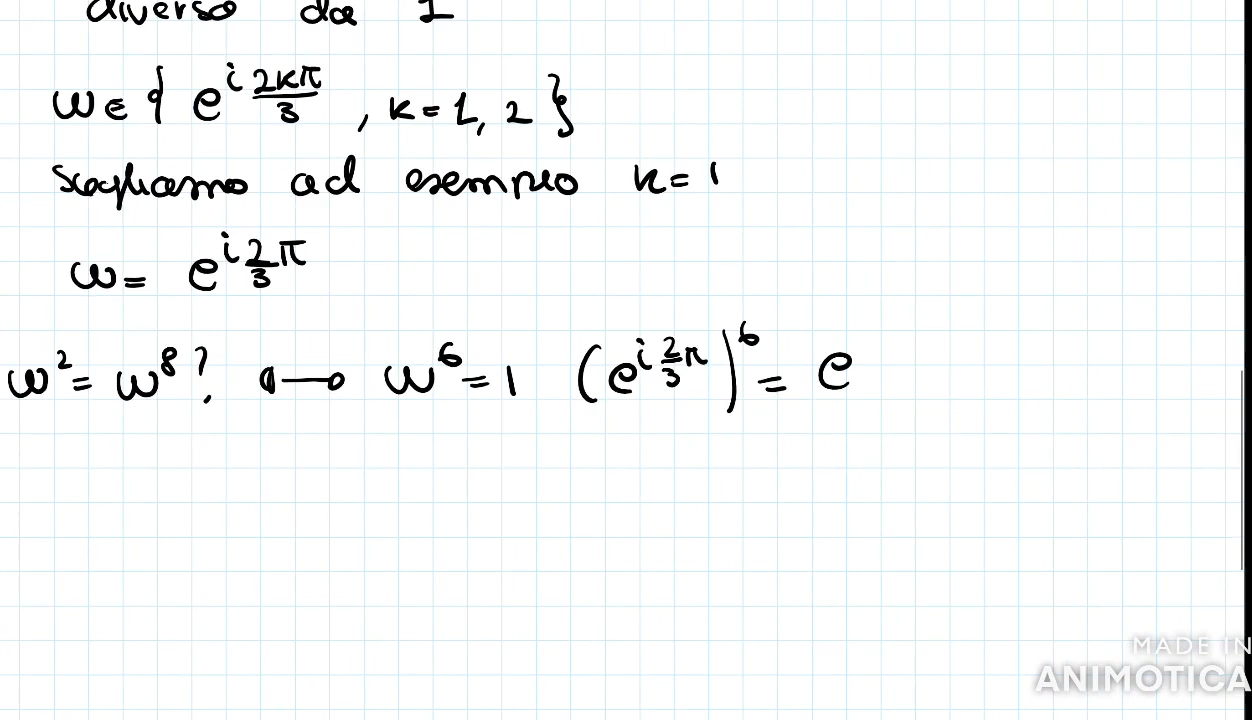 diverso da 1
ω ∈ { e^{i 2kπ/3}, k = 1, 2 }
scegliamo ad esempio k = 1
ω = e^{i 2/3 π}
ω² = ω⁸ ? ⟷ ω⁶ = 1 (e^{i 2/3 π})⁶ = e
MADE IN
ANIMOTICA